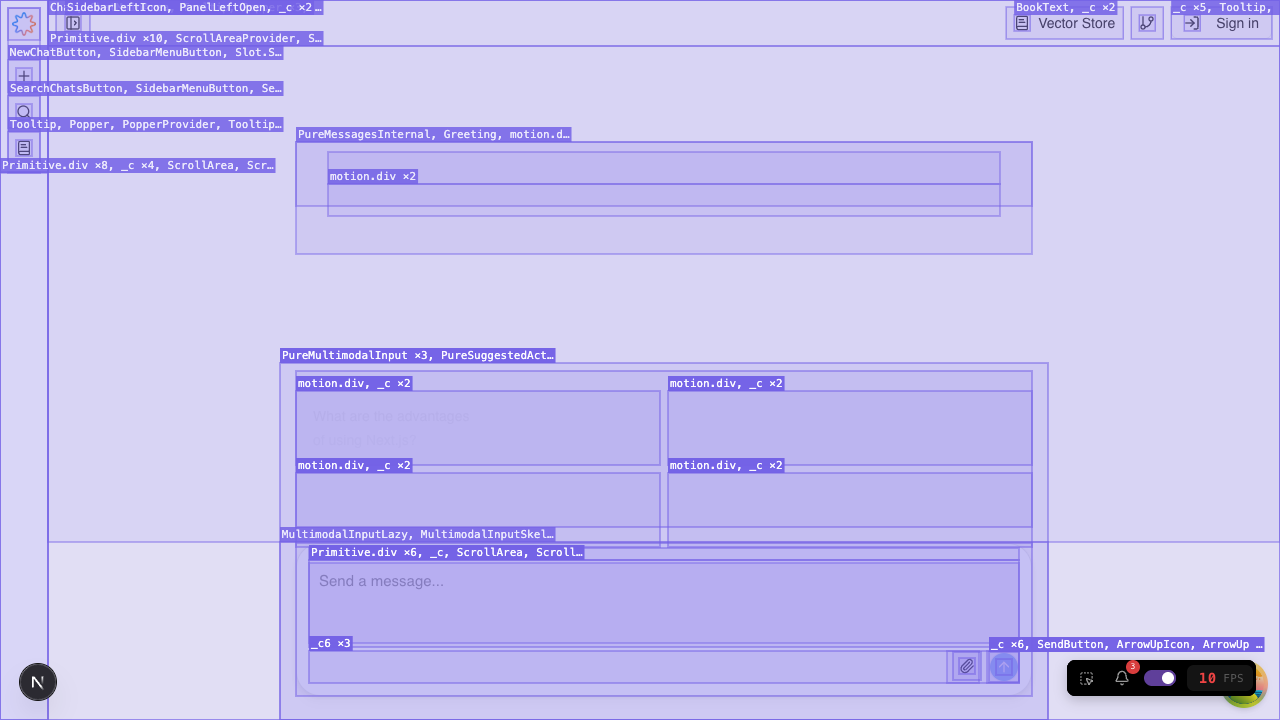 SidebarLeftIcon, PanelLeftOpen, _c ×2 …
BookText, _c ×2
_c ×5, Tooltip,
Vector Store
Sign in
Primitive.div ×10, ScrollAreaProvider, S…
NewChatButton, SidebarMenuButton, Slot.S…
SearchChatsButton, SidebarMenuButton, Se…
Tooltip, Popper, PopperProvider, Tooltip…
PureMessagesInternal, Greeting, motion.d…
Primitive.div ×8, _c ×4, ScrollArea, Scr…
motion.div ×2
PureMultimodalInput ×3, PureSuggestedAct…
motion.div, _c ×2
motion.div, _c ×2
What are the advantages
of using Next.js?
motion.div, _c ×2
motion.div, _c ×2
MultimodalInputLazy, MultimodalInputSkel…
Primitive.div ×6, _c, ScrollArea, Scroll…
Send a message...
_c6 ×3
_c ×6, SendButton, ArrowUpIcon, ArrowUp …
N
3
10 FPS